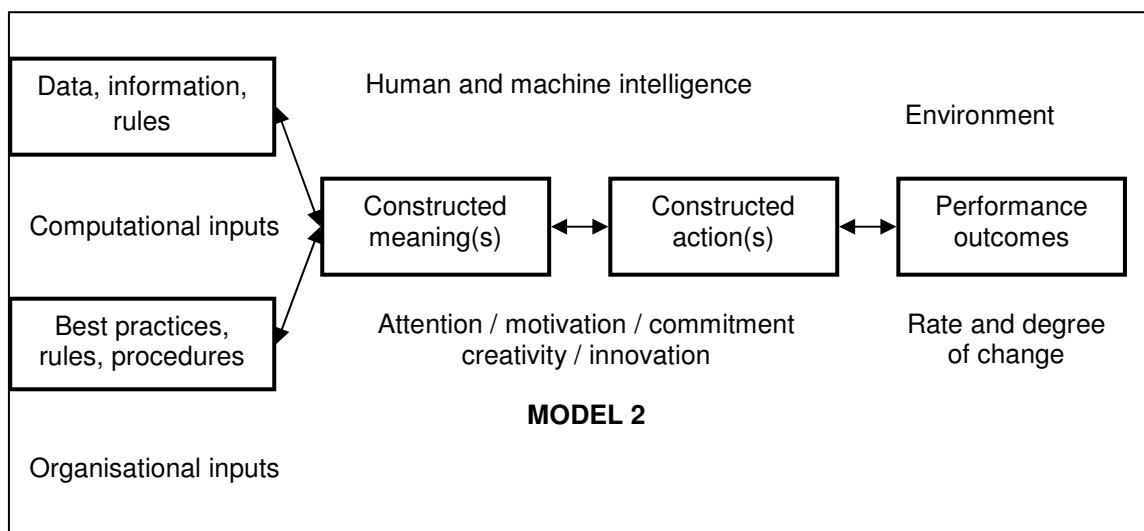 Data, information,
rules
Human and machine intelligence
Environment
Computational inputs
Constructed
meaning(s)
Constructed
action(s)
Performance
outcomes
Best practices,
rules, procedures
Attention / motivation / commitment
creativity / innovation
Rate and degree
of change
MODEL 2
Organisational inputs